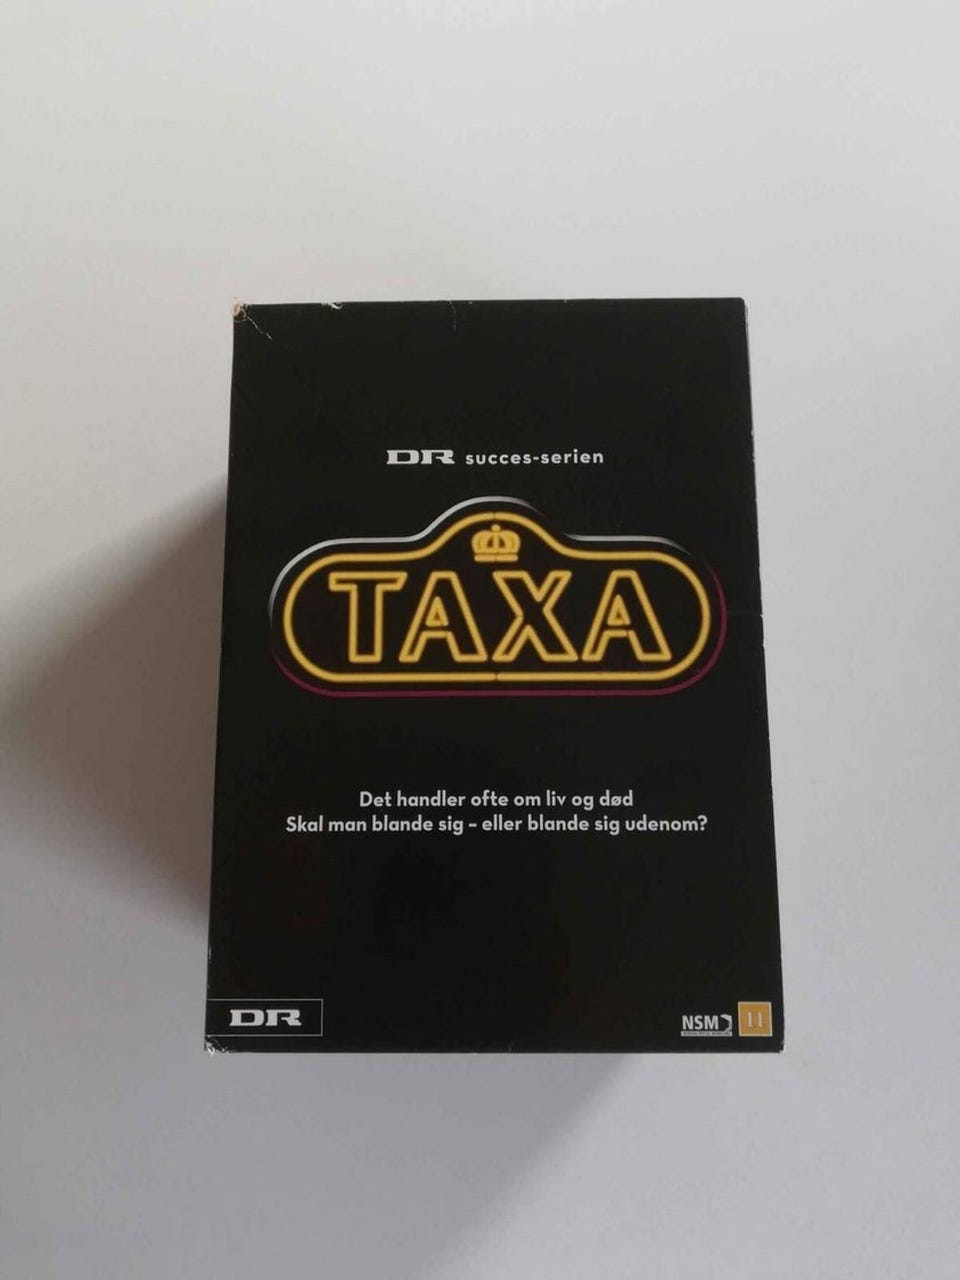 DR succes-serien
TAXA
Det handler ofte om liv og død
Skal man blande sig – eller blande sig udenom?
DR
NSM 11